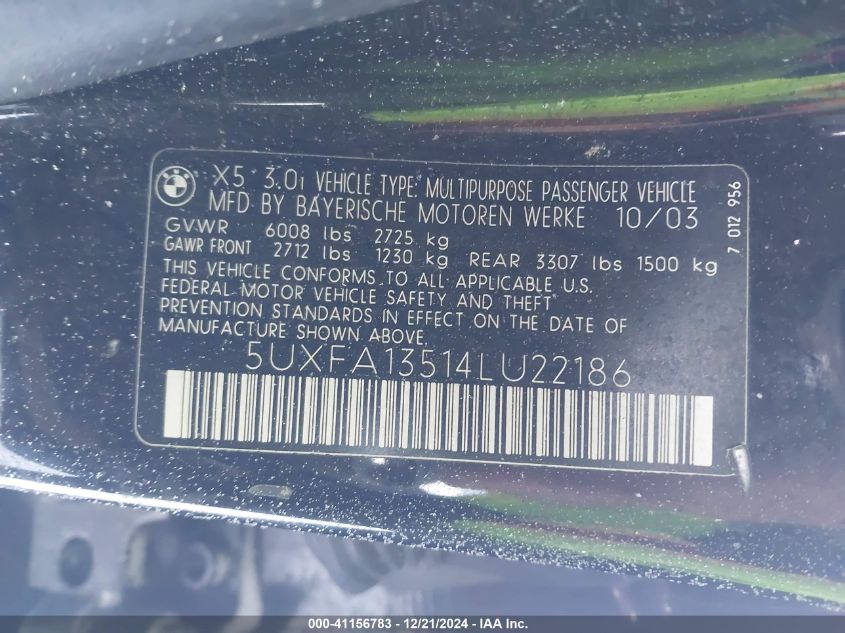 X5 3.0i VEHICLE TYPE: MULTIPURPOSE PASSENGER VEHICLE
MFD BY BAYERISCHE MOTOREN WERKE 10/03
GVWR 6008 lbs 2725 kg
GAWR FRONT 2712 lbs 1230 kg REAR 3307 lbs 1500 kg
THIS VEHICLE CONFORMS TO ALL APPLICABLE U.S.
FEDERAL MOTOR VEHICLE SAFETY AND THEFT
PREVENTION STANDARDS IN EFFECT ON THE DATE OF
MANUFACTURE SHOWN ABOVE.
5UXFA13514LU22186
7 012 956
000-41156783 - 12/21/2024 - IAA Inc.